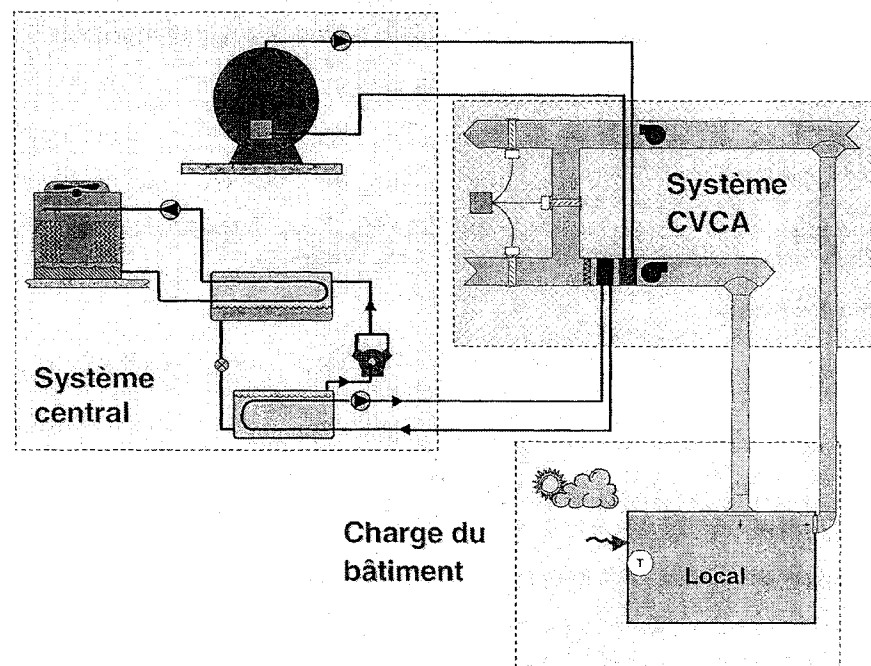 Système
CVCA
Système
central
Charge du
bâtiment
T
Local